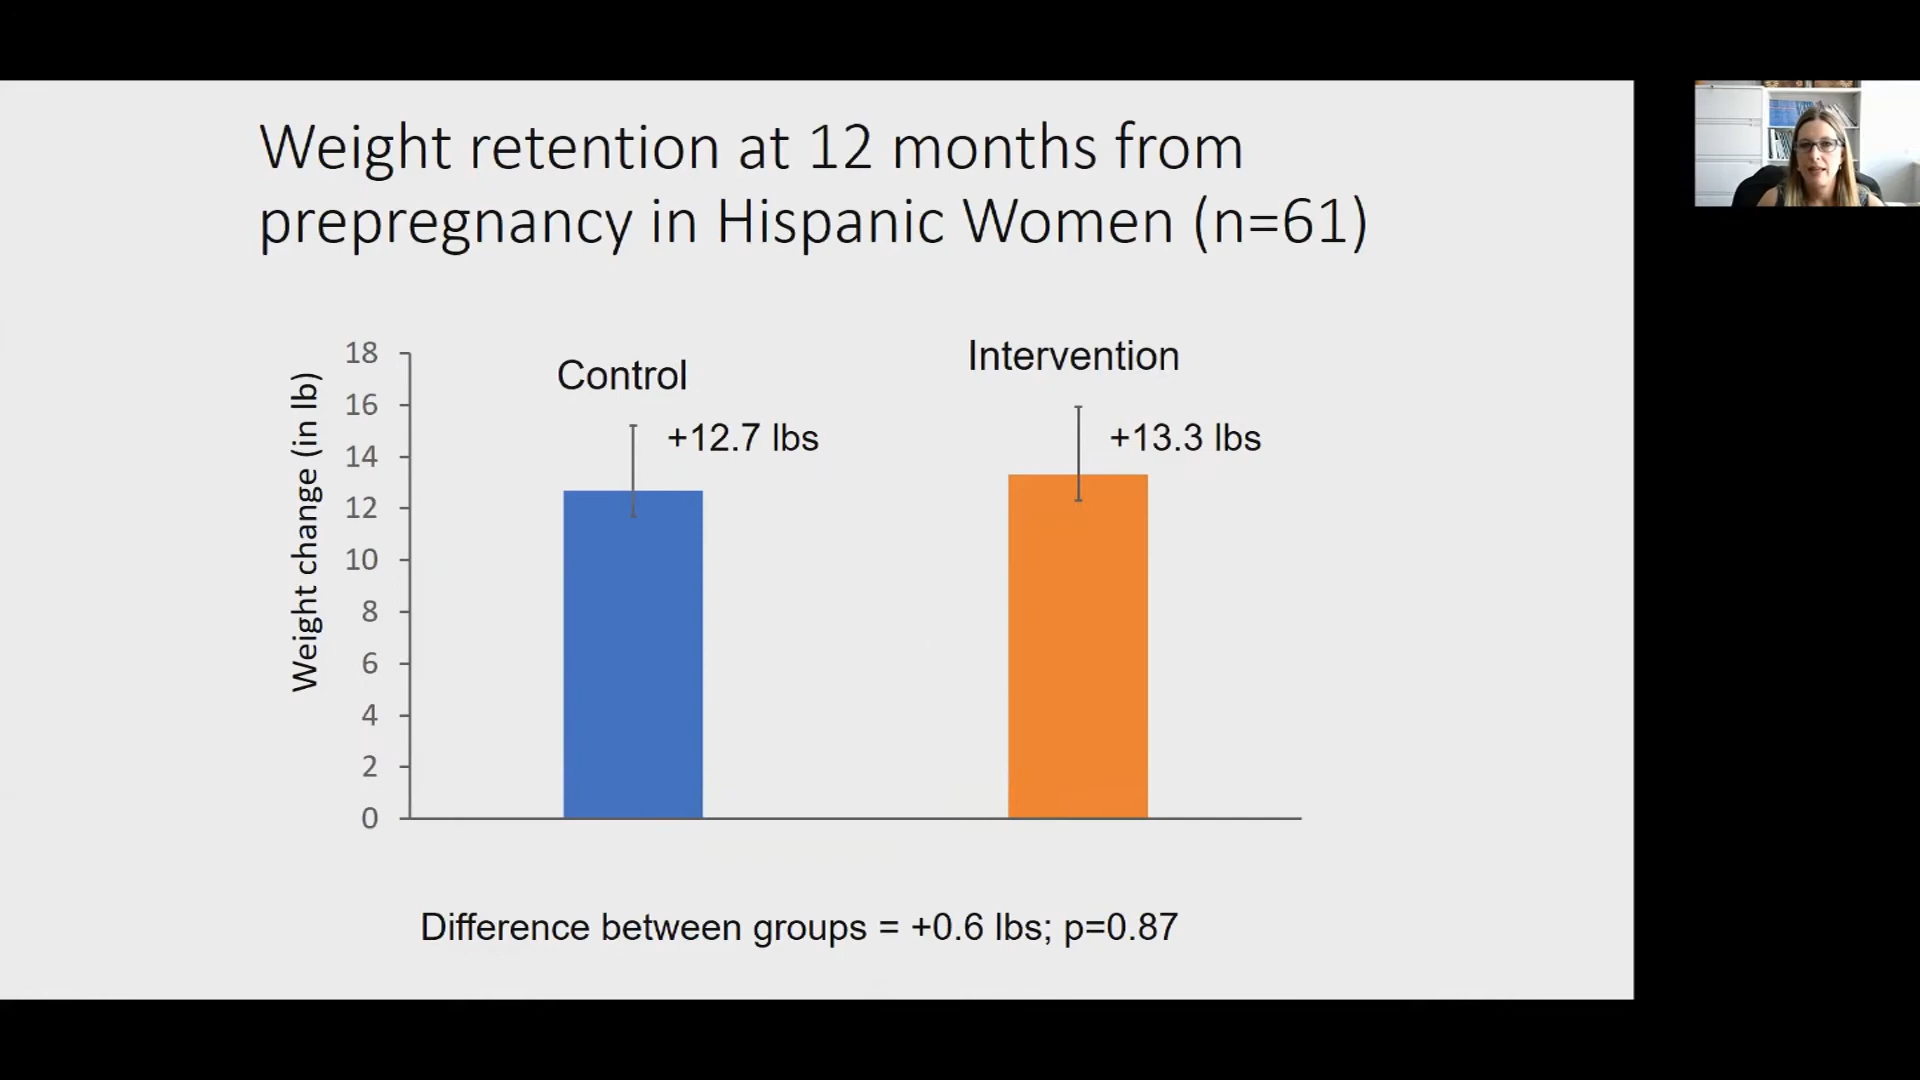 Weight retention at 12 months from
prepregnancy in Hispanic Women (n=61)
Weight change (in lb)
18
16
14
12
10
8
6
4
2
0
Control
+12.7 lbs
Intervention
+13.3 lbs
Difference between groups = +0.6 lbs; p=0.87